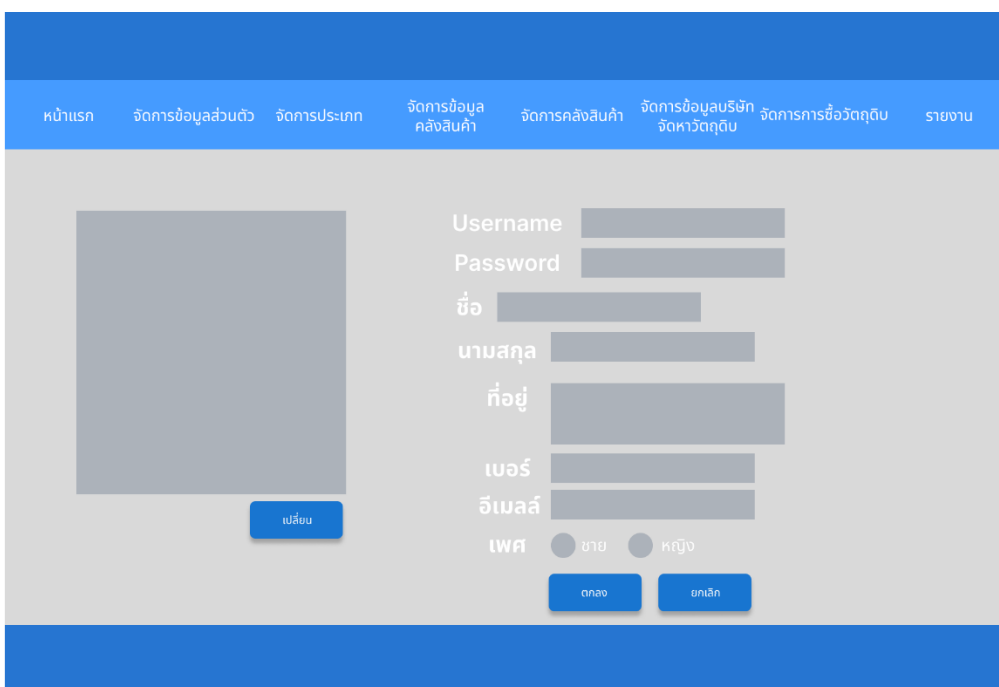 หน้าแรก
จัดการข้อมูลส่วนตัว
จัดการประเภท
จัดการข้อมูล
คลังสินค้า
จัดการคลังสินค้า
จัดการข้อมูลบริษัท
จัดหาวัตถุดิบ
จัดการการซื้อวัตถุดิบ
รายงาน
Username
Password
ชื่อ
นามสกุล
ที่อยู่
เบอร์
อีเมลล์
เพศ
ชาย
หญิง
เปลี่ยน
ตกลง
ยกเลิก